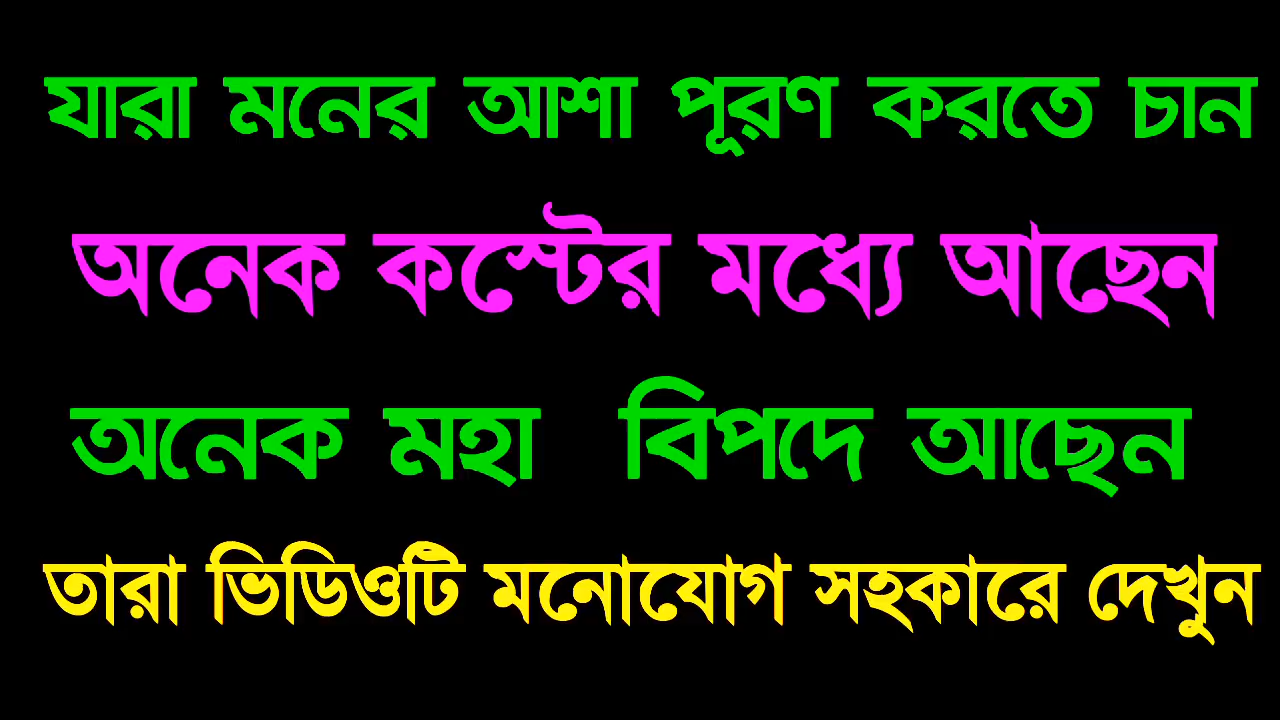 যারা মনের আশা পূরণ করতে চান
অনেক কস্টের মধ্যে আছেন
অনেক মহা বিপদে আছেন
তারা ভিডিওটি মনোযোগ সহকারে দেখুন